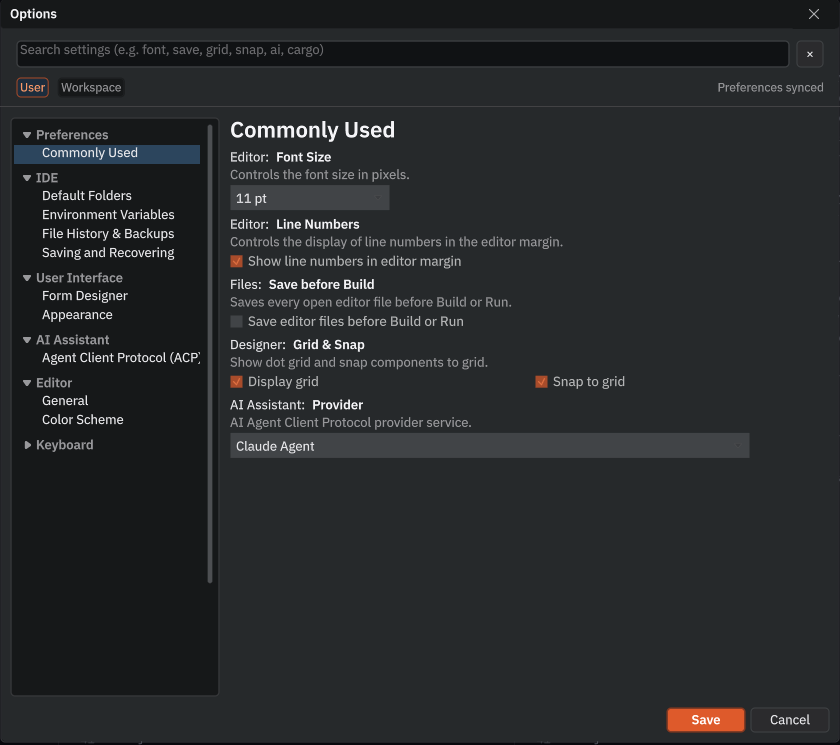 Options
Search settings (e.g. font, save, grid, snap, ai, cargo)
User Workspace Preferences synced
Preferences
Commonly Used
IDE
Default Folders
Environment Variables
File History & Backups
Saving and Recovering
User Interface
Form Designer
Appearance
AI Assistant
Agent Client Protocol (ACP)
Editor
General
Color Scheme
Keyboard
Commonly Used
Editor: Font Size
Controls the font size in pixels.
11 pt
Editor: Line Numbers
Controls the display of line numbers in the editor margin.
Show line numbers in editor margin
Files: Save before Build
Saves every open editor file before Build or Run.
Save editor files before Build or Run
Designer: Grid & Snap
Show dot grid and snap components to grid.
Display grid Snap to grid
AI Assistant: Provider
AI Agent Client Protocol provider service.
Claude Agent
Save Cancel